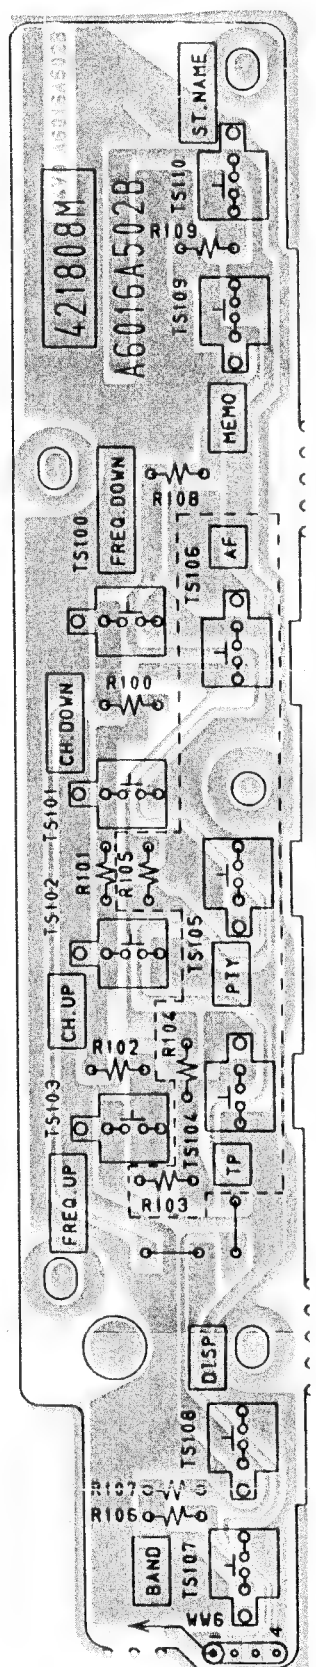 ST.NAME
TS110
R109
TS109
421808M
A6016A502B
MEMO
FREQ.DOWN
TS100
R108
AF
TS106
R100
CH.DOWN
TS101
R101
R105
TS102
TS105
PTY
CH.UP
R102
R104
TS103
TS104
TP
FREQ.UP
R103
DISP
TS108
R107
R106
BAND
TS107
WW6
1
4